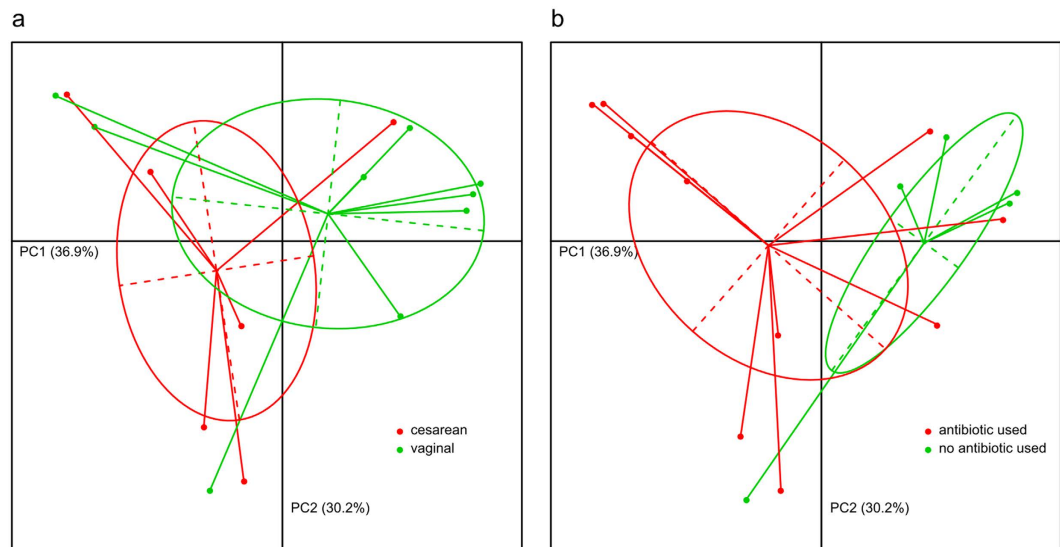 a
PC1 (36.9%)
cesarean
vaginal
PC2 (30.2%)
b
PC1 (36.9%)
antibiotic used
no antibiotic used
PC2 (30.2%)